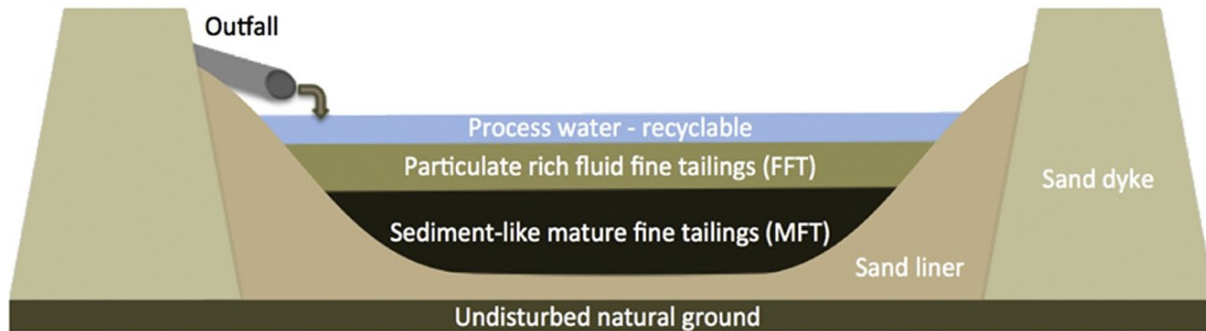 Outfall
Process water - recyclable
Particulate rich fluid fine tailings (FFT)
Sand dyke
Sediment-like mature fine tailings (MFT)
Sand liner
Undisturbed natural ground